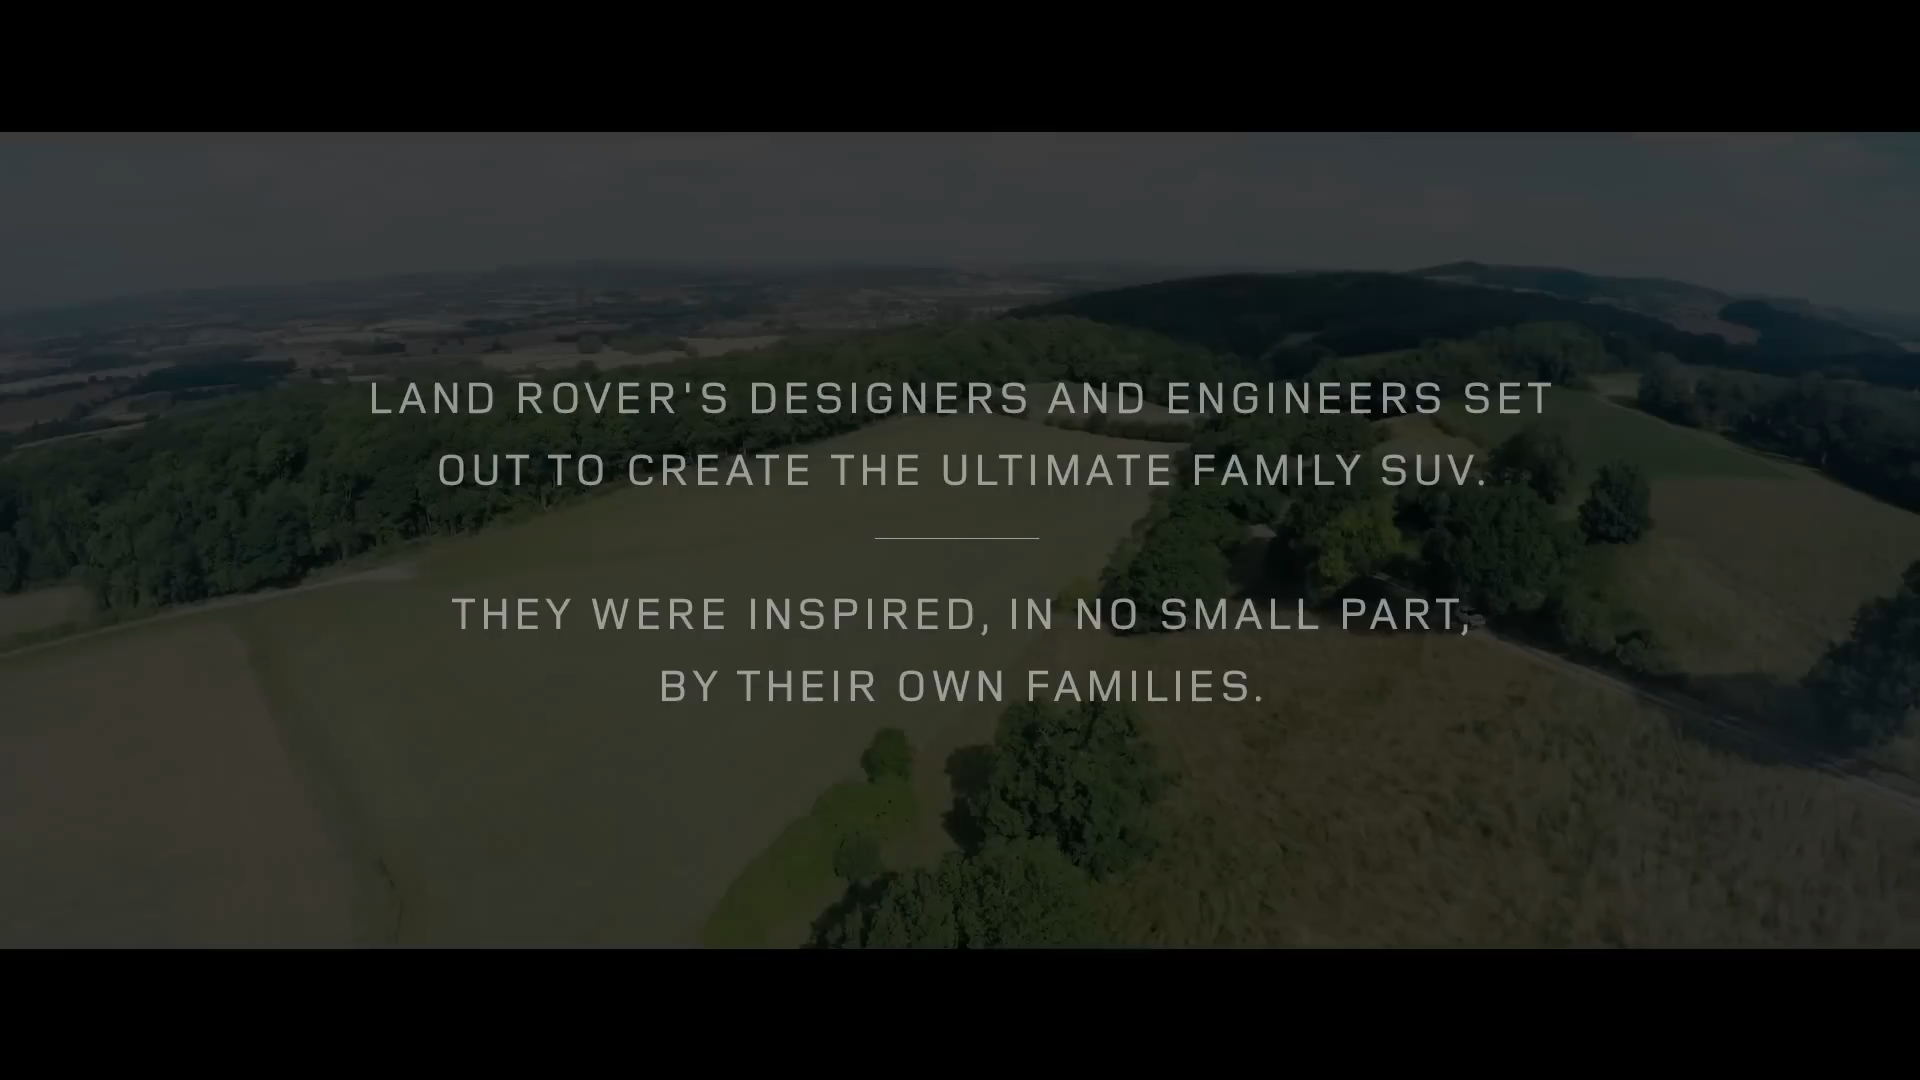 LAND ROVER'S DESIGNERS AND ENGINEERS SET
OUT TO CREATE THE ULTIMATE FAMILY SUV.
THEY WERE INSPIRED, IN NO SMALL PART,
BY THEIR OWN FAMILIES.